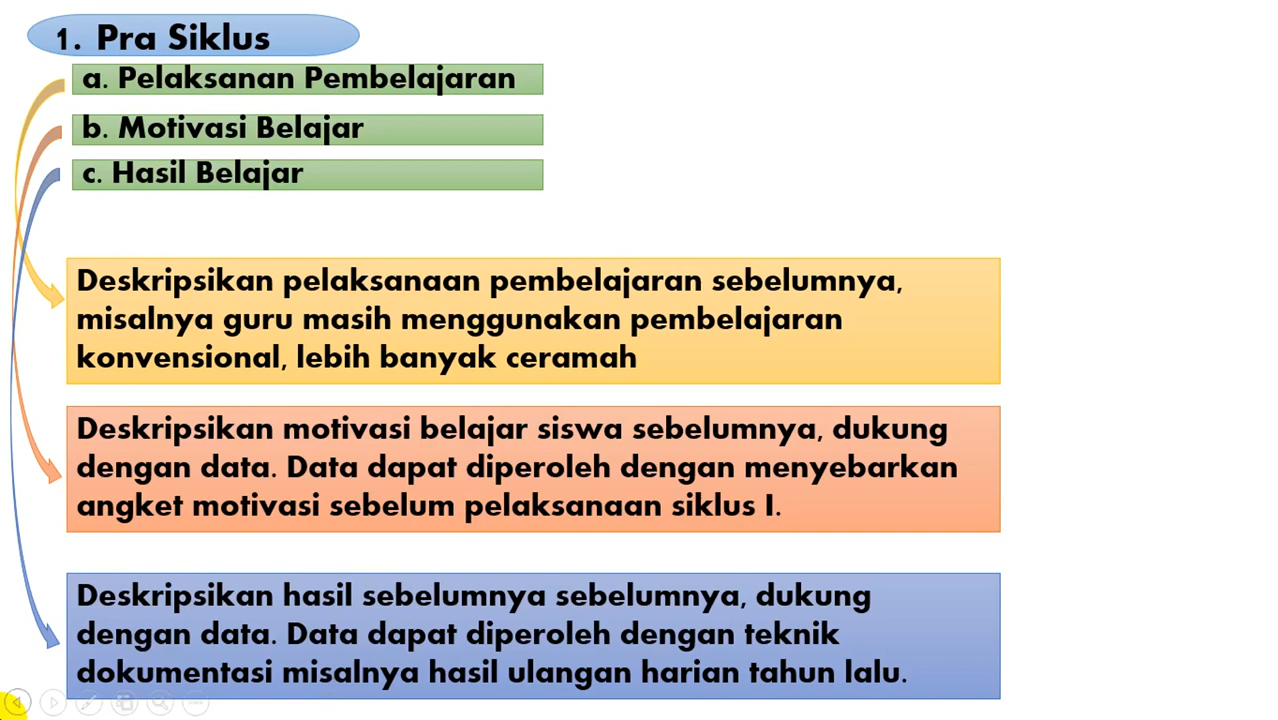 1. Pra Siklus
a. Pelaksanan Pembelajaran
b. Motivasi Belajar
c. Hasil Belajar
Deskripsikan pelaksanaan pembelajaran sebelumnya,
misalnya guru masih menggunakan pembelajaran
konvensional, lebih banyak ceramah
Deskripsikan motivasi belajar siswa sebelumnya, dukung
dengan data. Data dapat diperoleh dengan menyebarkan
angket motivasi sebelum pelaksanaan siklus I.
Deskripsikan hasil sebelumnya sebelumnya, dukung
dengan data. Data dapat diperoleh dengan teknik
dokumentasi misalnya hasil ulangan harian tahun lalu.